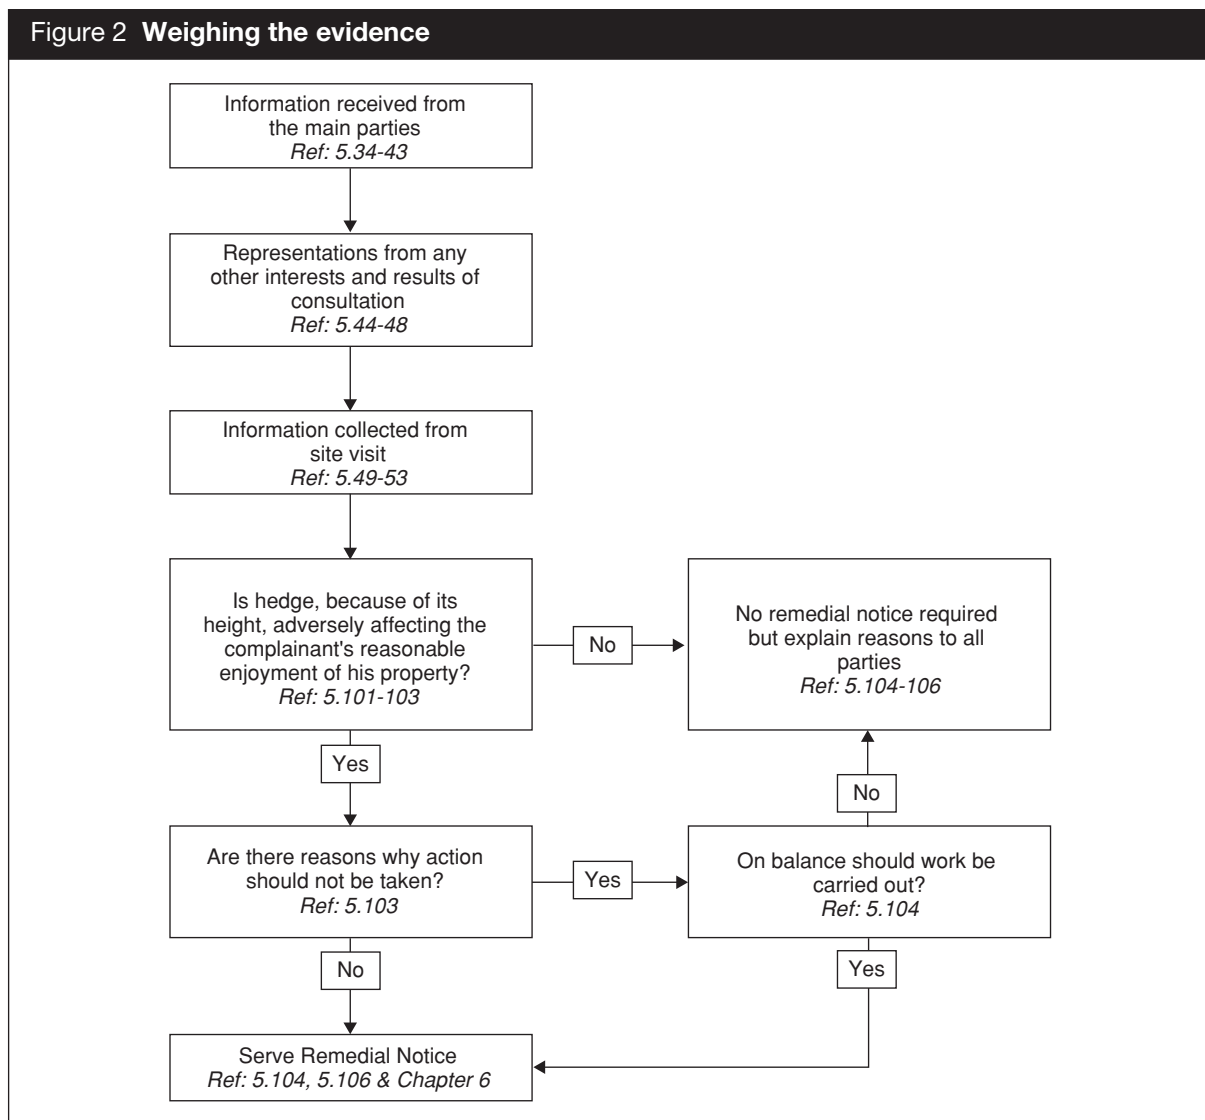 Figure 2 Weighing the evidence
Information received from
the main parties
Ref: 5.34-43
Representations from any
other interests and results of
consultation
Ref: 5.44-48
Information collected from
site visit
Ref: 5.49-53
Is hedge, because of its
height, adversely affecting the
complainant's reasonable
enjoyment of his property?
Ref: 5.101-103
No
No remedial notice required
but explain reasons to all
parties
Ref: 5.104-106
Yes
No
Are there reasons why action
should not be taken?
Ref: 5.103
Yes
On balance should work be
carried out?
Ref: 5.104
No
Yes
Serve Remedial Notice
Ref: 5.104, 5.106 & Chapter 6